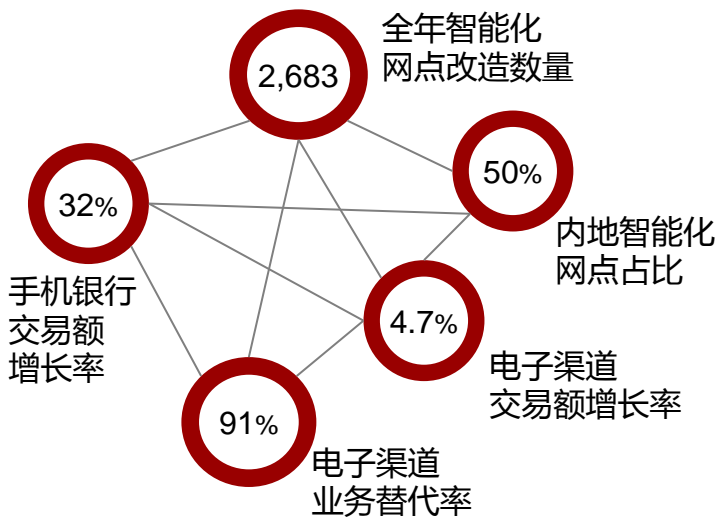 全年智能化
网点改造数量
2,683
50%
内地智能化
网点占比
32%
手机银行
交易额
增长率
4.7%
电子渠道
交易额增长率
91%
电子渠道
业务替代率